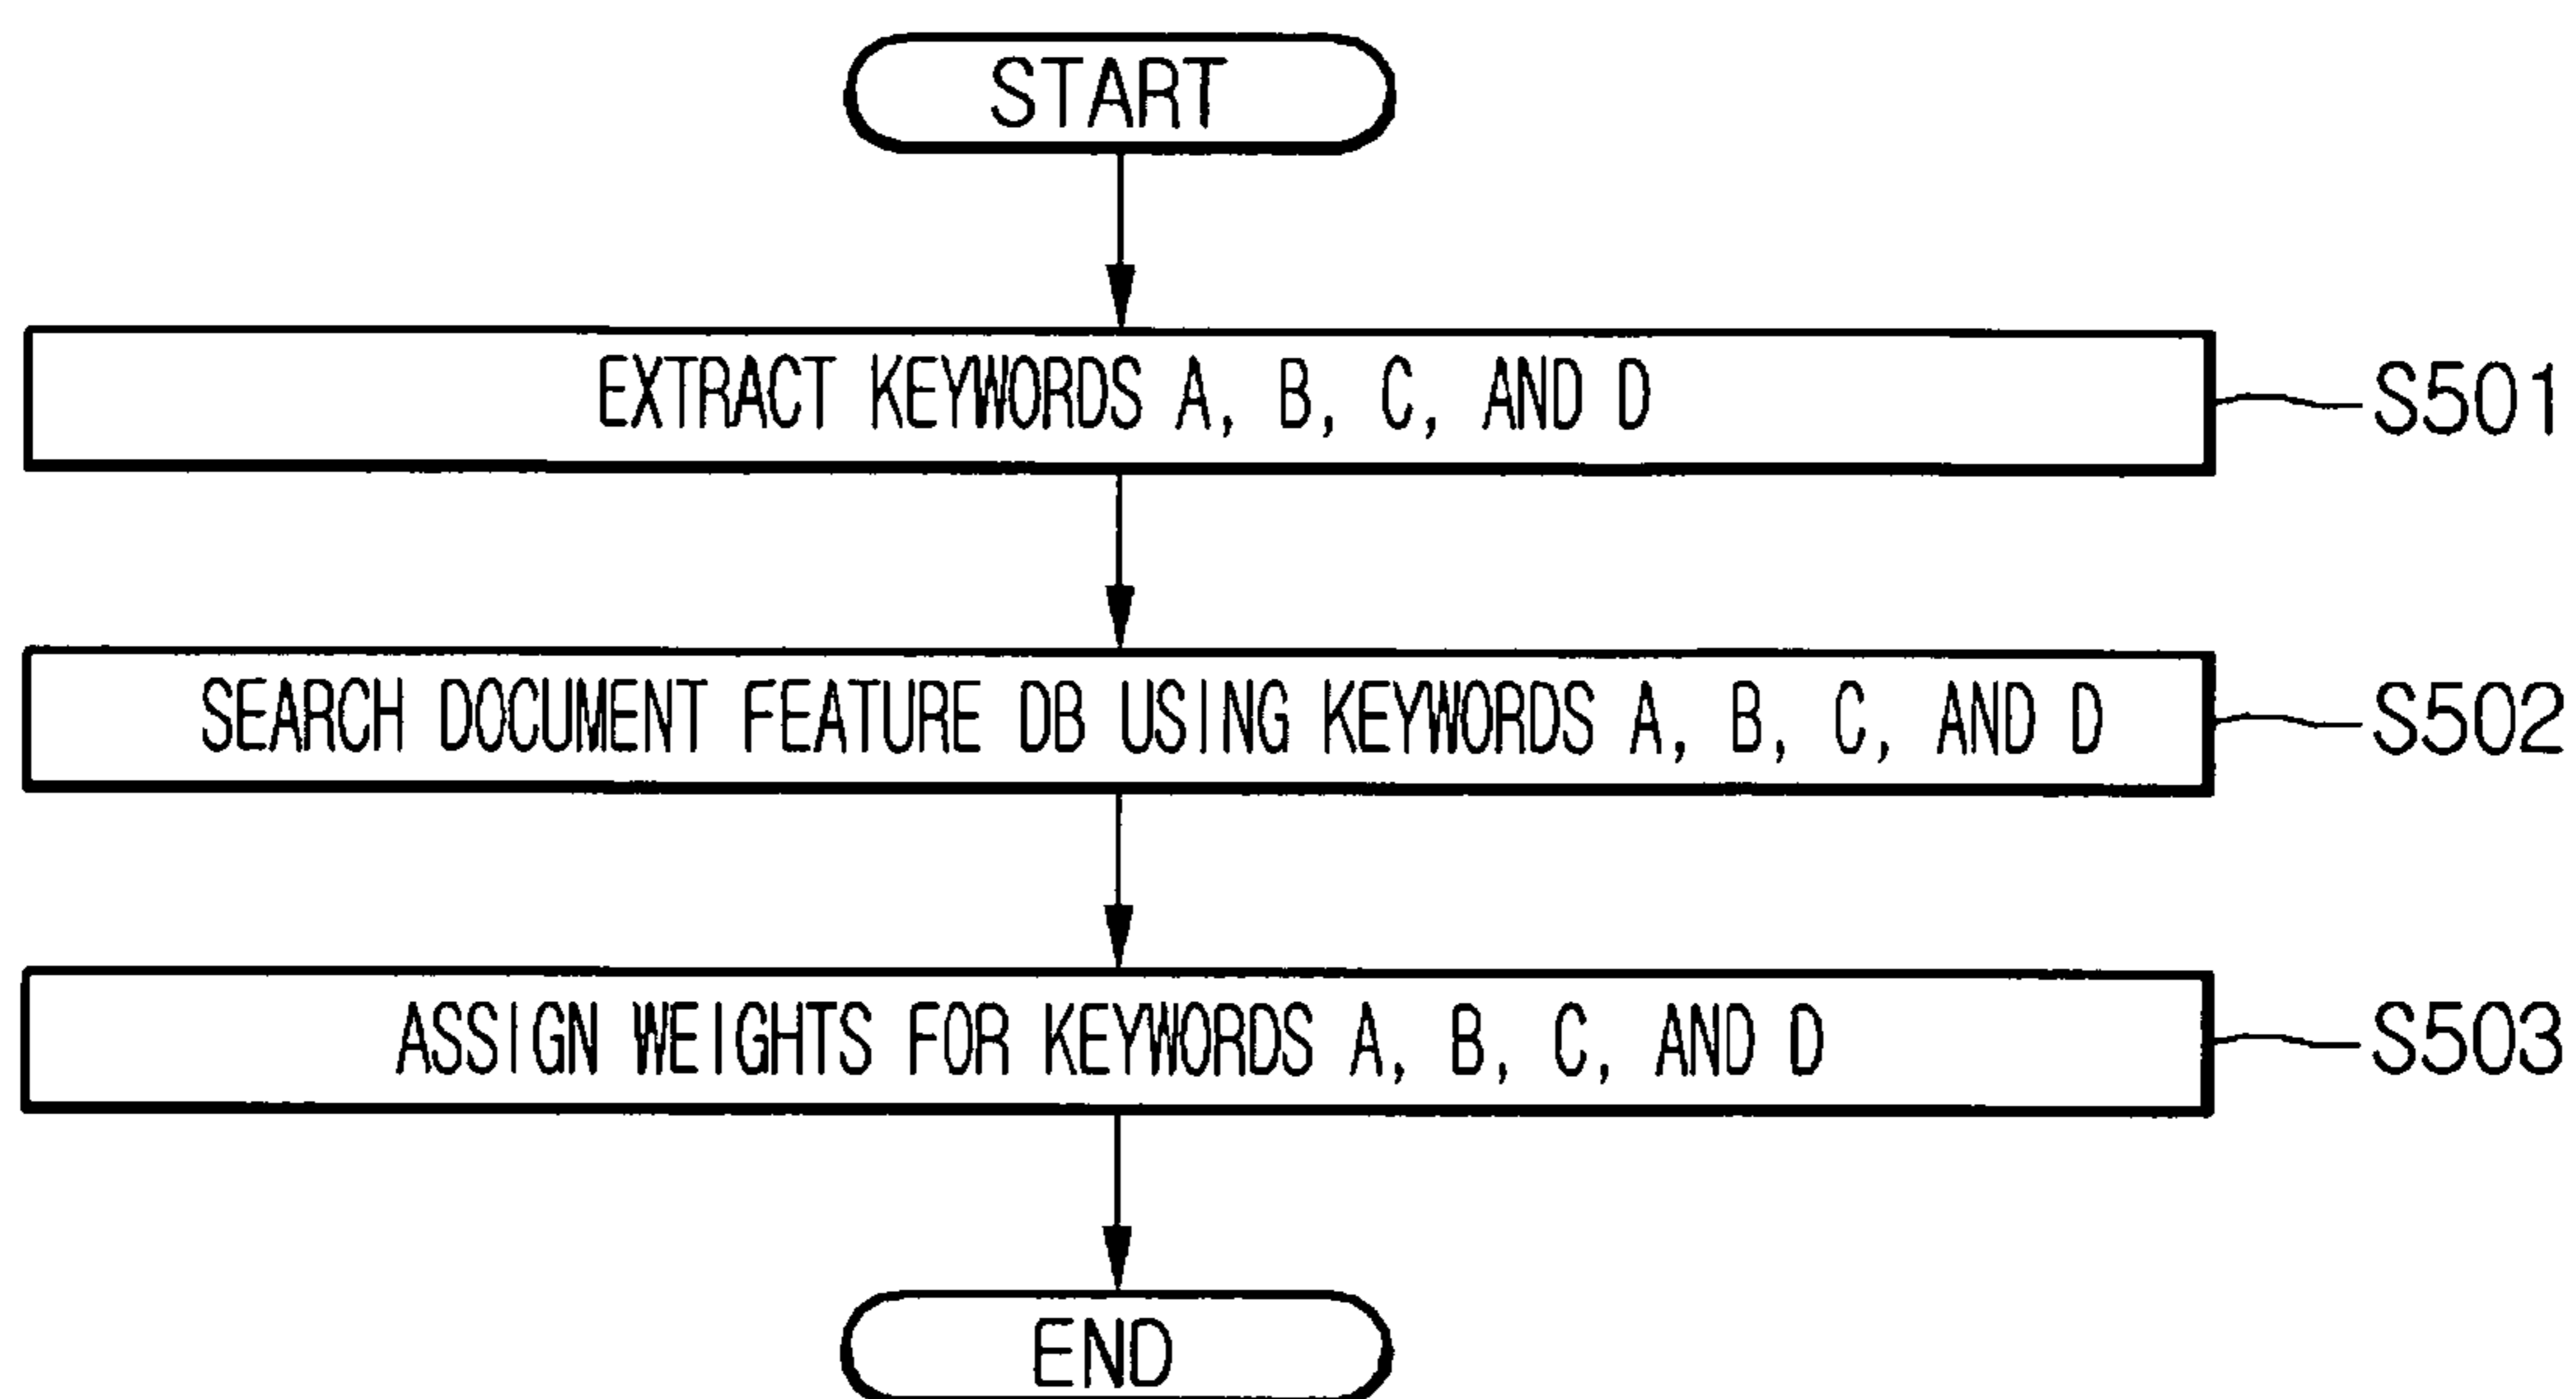 START
EXTRACT KEYWORDS A, B, C, AND D
S501
SEARCH DOCUMENT FEATURE DB USING KEYWORDS A, B, C, AND D
S502
ASSIGN WEIGHTS FOR KEYWORDS A, B, C, AND D
S503
END